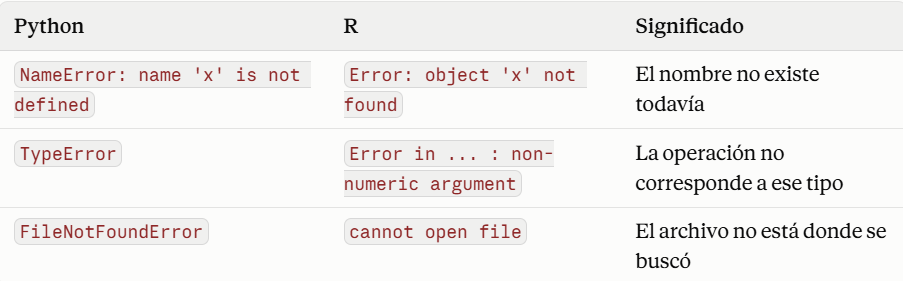 Python R Significado
NameError: name 'x' is not Error: object 'x' not El nombre no existe
defined found todavía
TypeError Error in ... : non- La operación no
numeric argument corresponde a ese tipo
FileNotFoundError cannot open file El archivo no está donde se
buscó